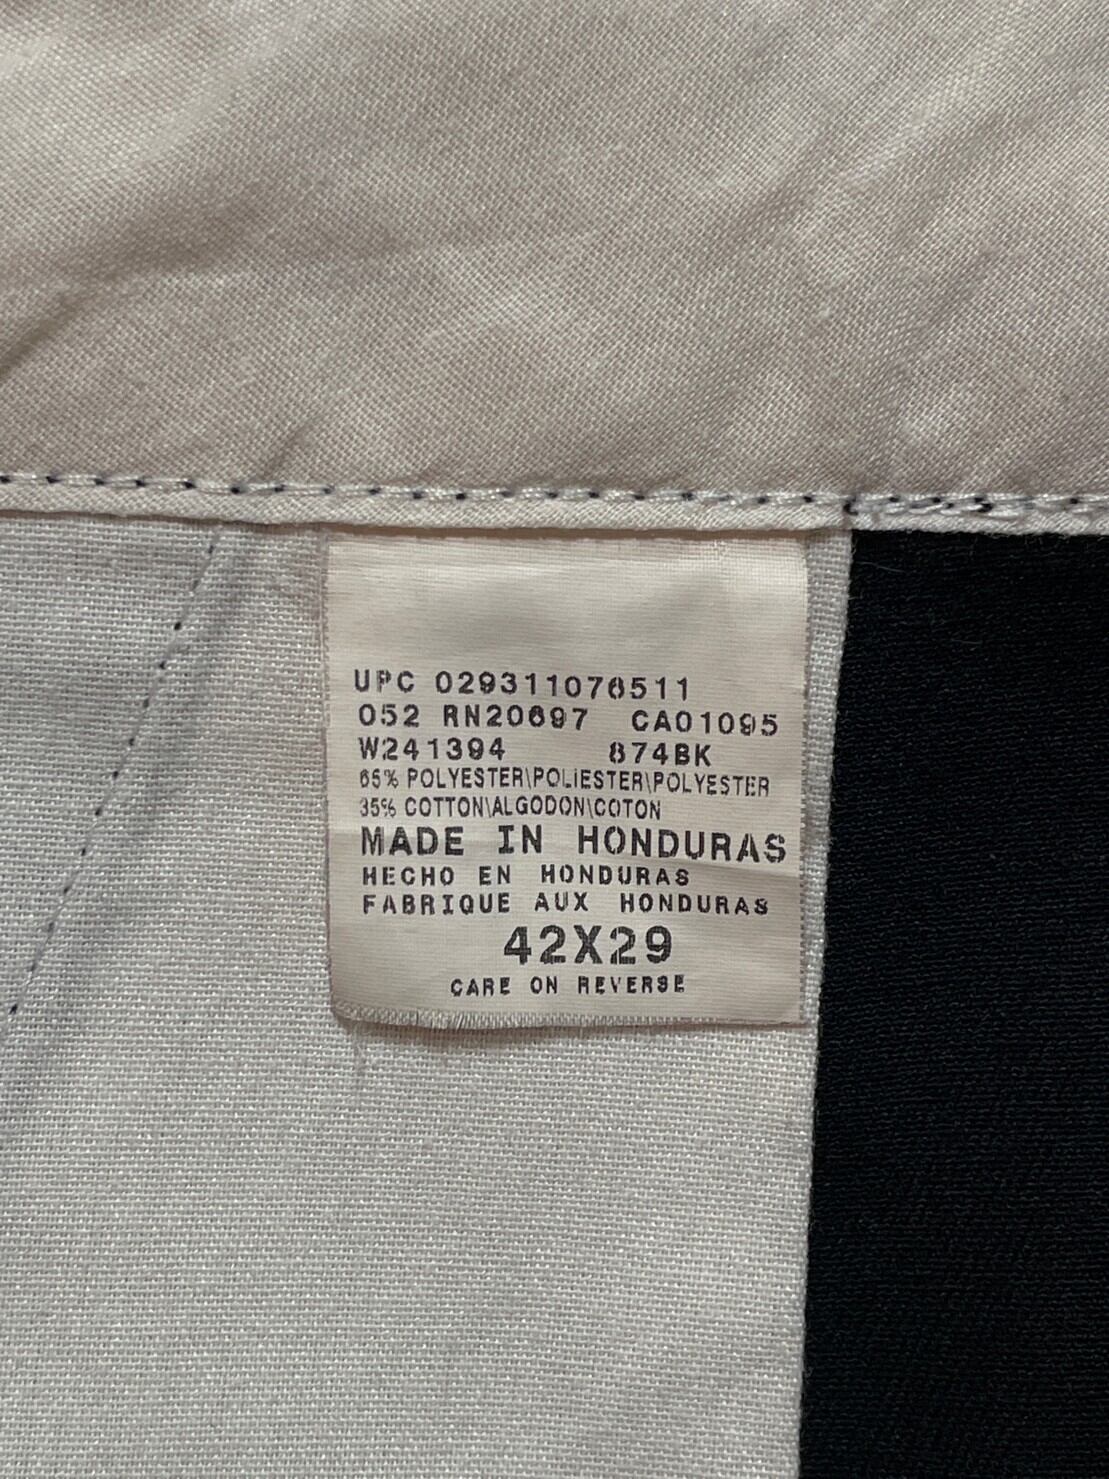 UPC 029311076511
052 RN20697 CA01095
W241394 874BK
65% POLYESTER\POLIESTER\POLYESTER
35% COTTON\ALGODON\COTON
MADE IN HONDURAS
HECHO EN HONDURAS
FABRIQUE AUX HONDURAS
42X29
CARE ON REVERSE